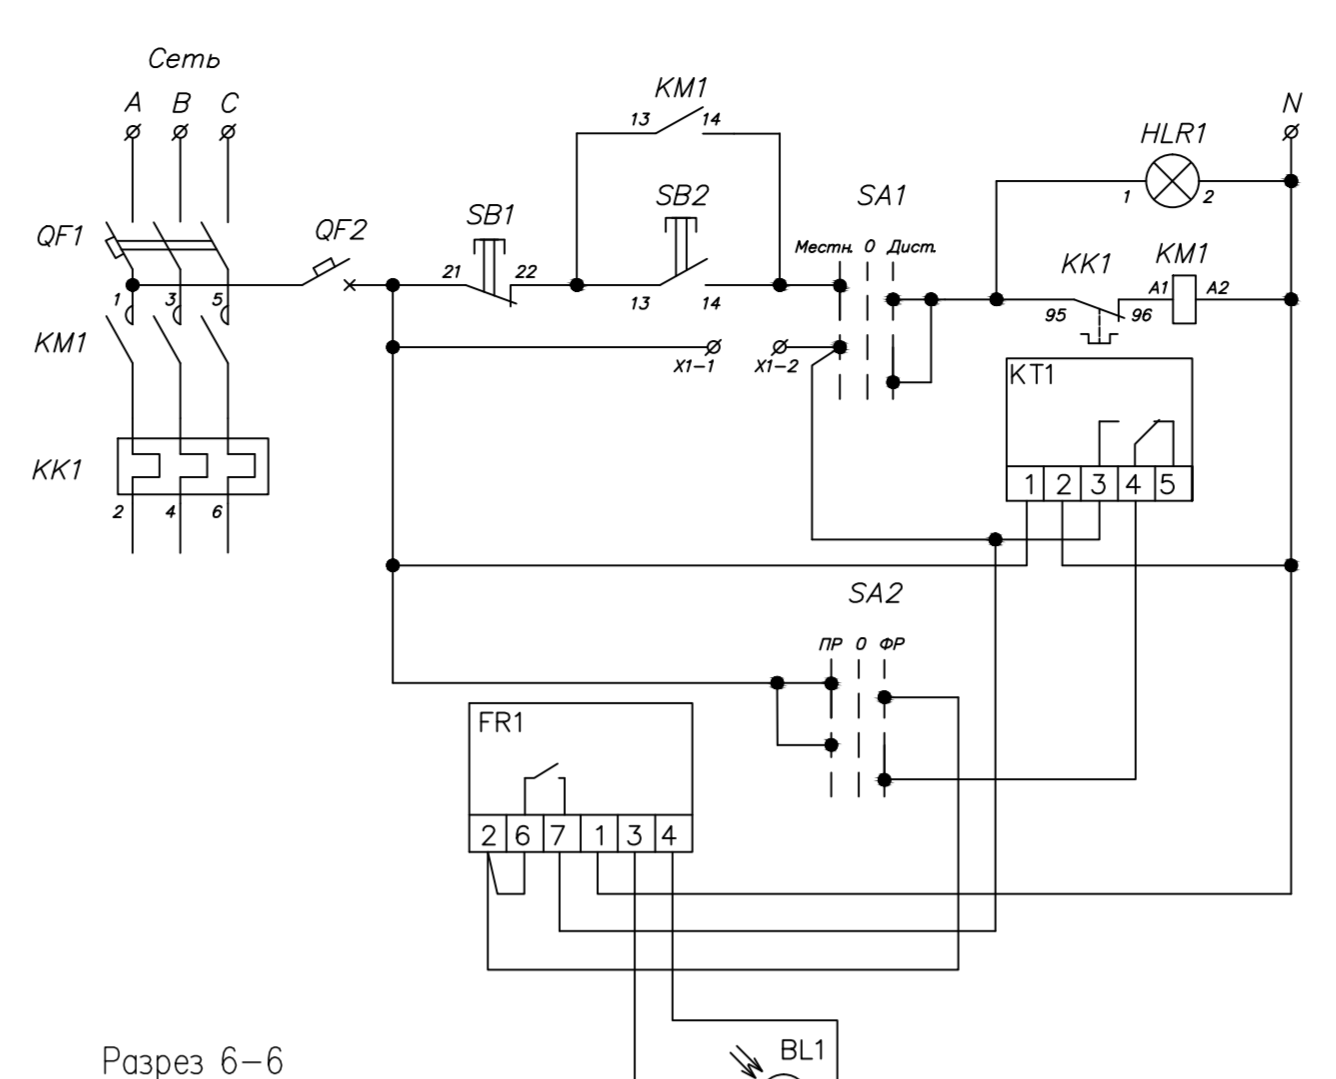 Сеть
A B C
QF1
QF2
1 3 5
KM1
KK1
2 4 6
KM1
13 14
SB1
21 22
SB2
13 14
SA1
Местн. 0 Дист.
X1-1 X1-2
HLR1
1 2
N
KK1
95 96
KM1
A1 A2
KT1
1 2 3 4 5
SA2
ПР 0 ФР
FR1
2 6 7 1 3 4
BL1
Разрез 6-6